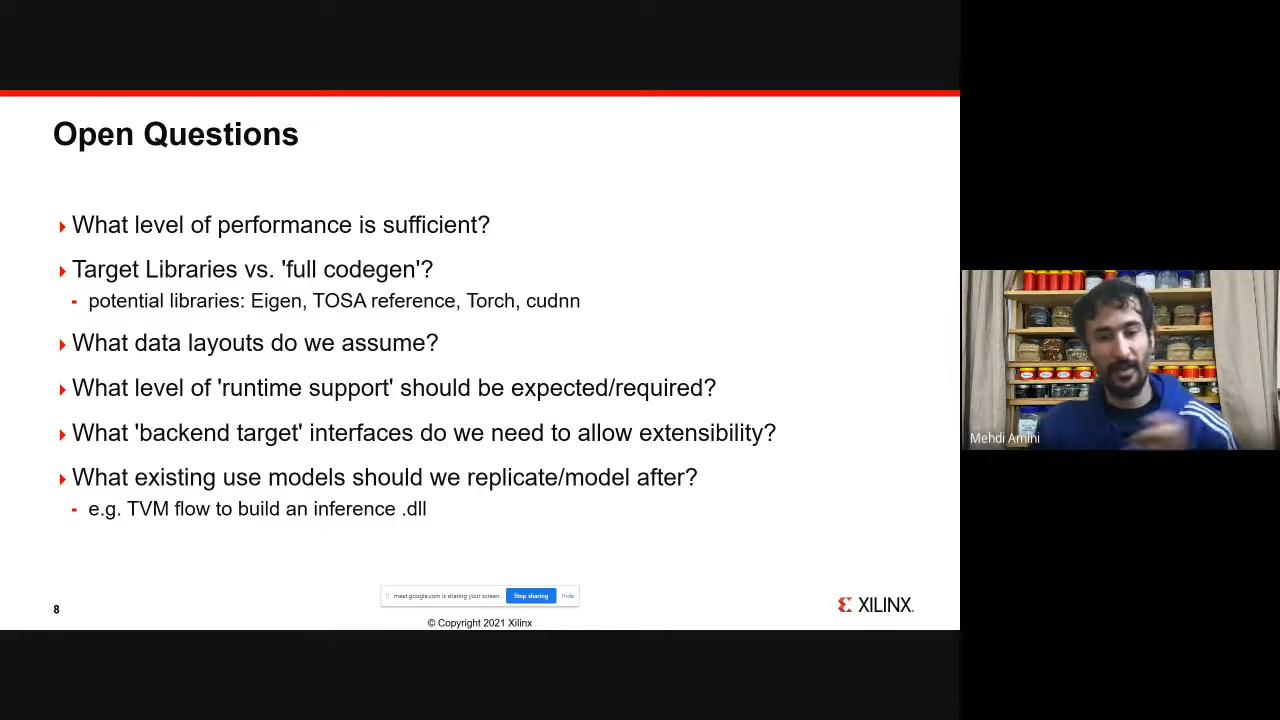 Open Questions
What level of performance is sufficient?
Target Libraries vs. 'full codegen'?
- potential libraries: Eigen, TOSA reference, Torch, cudnn
What data layouts do we assume?
What level of 'runtime support' should be expected/required?
What 'backend target' interfaces do we need to allow extensibility?
What existing use models should we replicate/model after?
- e.g. TVM flow to build an inference .dll
meet.google.com is sharing your screen. Stop sharing Hide
8
XILINX.
© Copyright 2021 Xilinx
Mehdi Amini